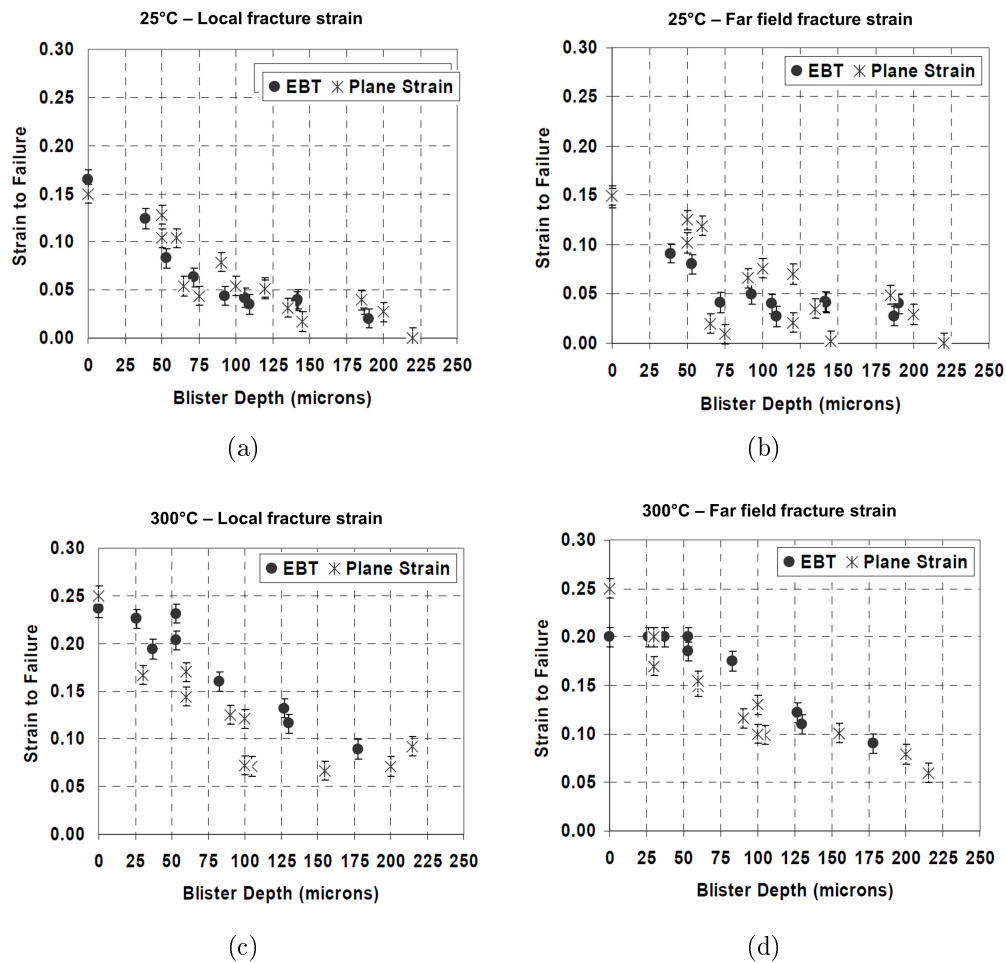 25°C – Local fracture strain
0.30
0.25
0.20
0.15
0.10
0.05
0.00
Strain to Failure
EBT Plane Strain
0 25 50 75 100 125 150 175 200 225 250
Blister Depth (microns)
(a)
25°C – Far field fracture strain
0.30
0.25
0.20
0.15
0.10
0.05
0.00
Strain to Failure
EBT Plane Strain
0 25 50 75 100 125 150 175 200 225 250
Blister Depth (microns)
(b)
300°C – Local fracture strain
0.30
0.25
0.20
0.15
0.10
0.05
0.00
Strain to Failure
EBT Plane Strain
0 25 50 75 100 125 150 175 200 225 250
Blister Depth (microns)
(c)
300°C – Far field fracture strain
0.30
0.25
0.20
0.15
0.10
0.05
0.00
Strain to Failure
EBT Plane Strain
0 25 50 75 100 125 150 175 200 225 250
Blister Depth (microns)
(d)